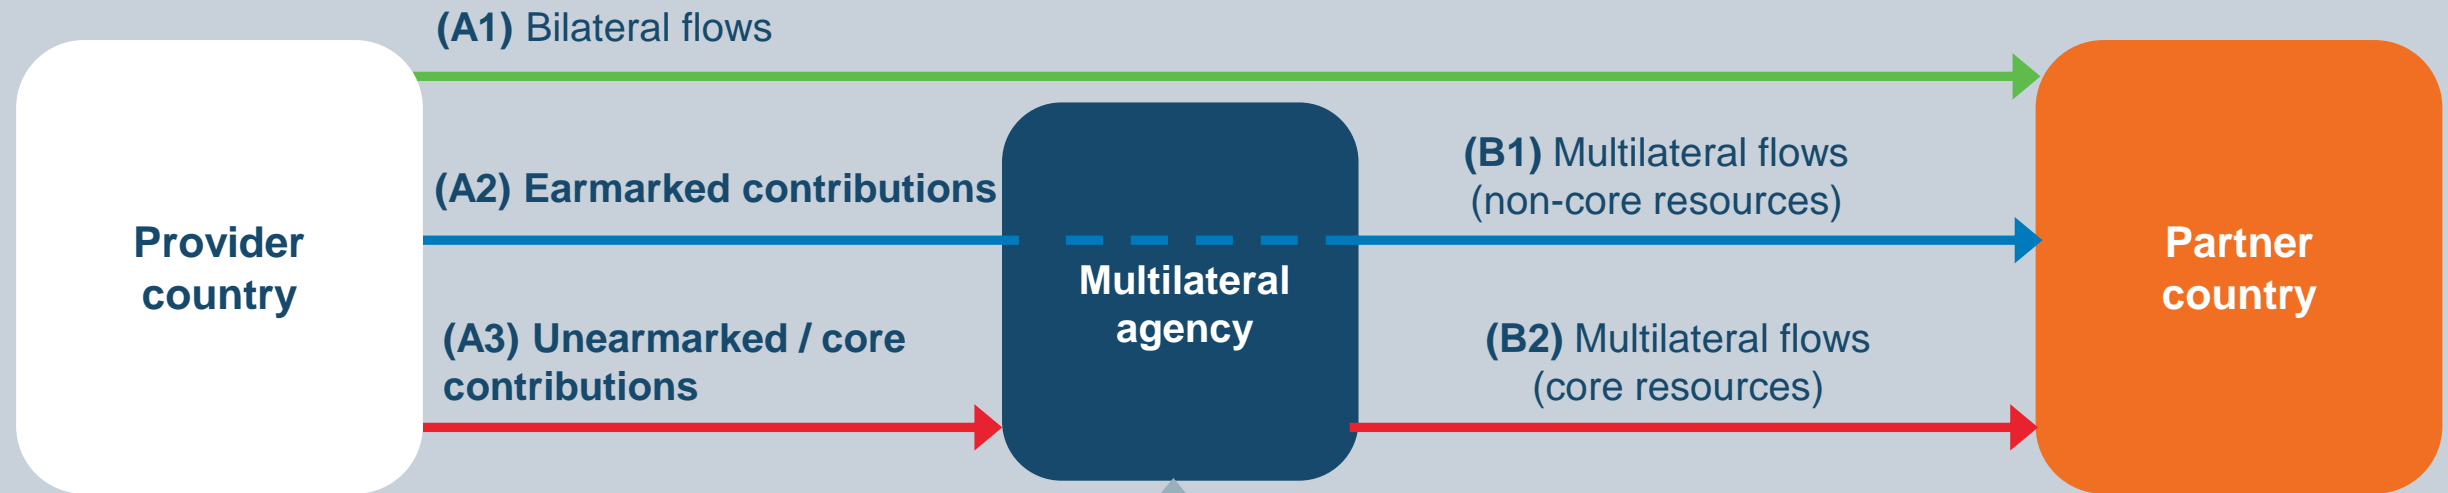 (A1) Bilateral flows
(A2) Earmarked contributions
(B1) Multilateral flows
(non-core resources)
Provider
country
Multilateral
agency
Partner
country
(A3) Unearmarked / core
contributions
(B2) Multilateral flows
(core resources)